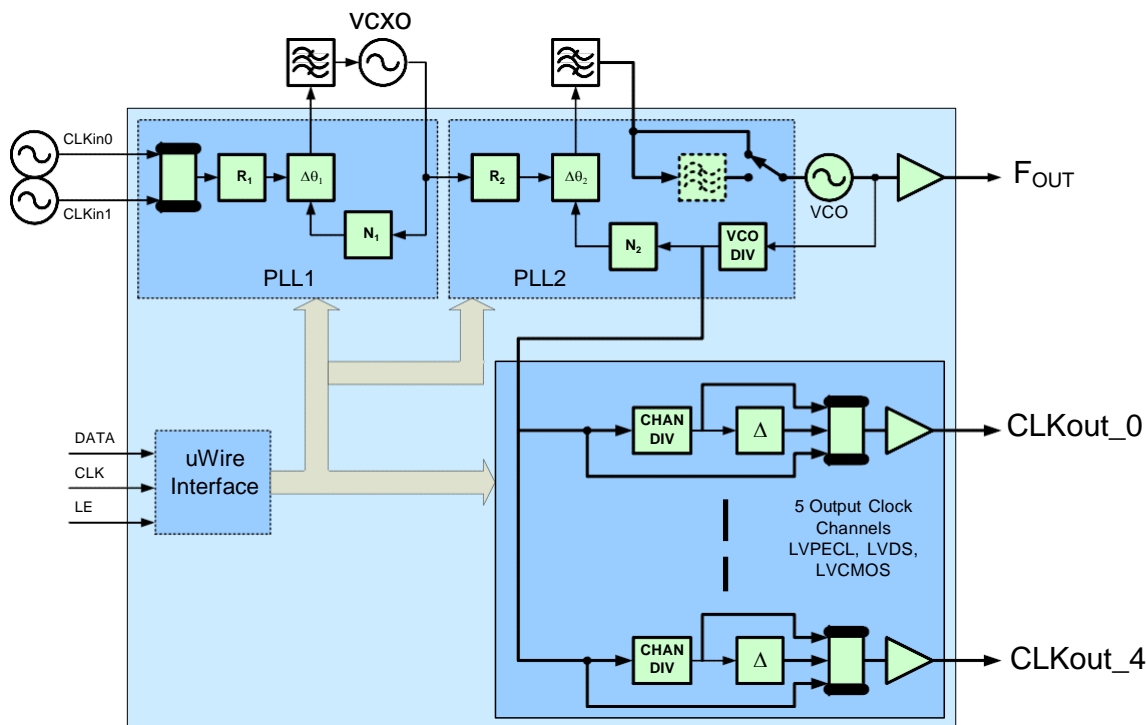 VCXO
CLKin0
CLKin1
R1
Δθ1
N1
PLL1
R2
Δθ2
N2
VCO
DIV
VCO
PLL2
FOUT
DATA
CLK
LE
uWire
Interface
CHAN
DIV
Δ
CLKout_0
5 Output Clock
Channels
LVPECL, LVDS,
LVCMOS
CHAN
DIV
Δ
CLKout_4